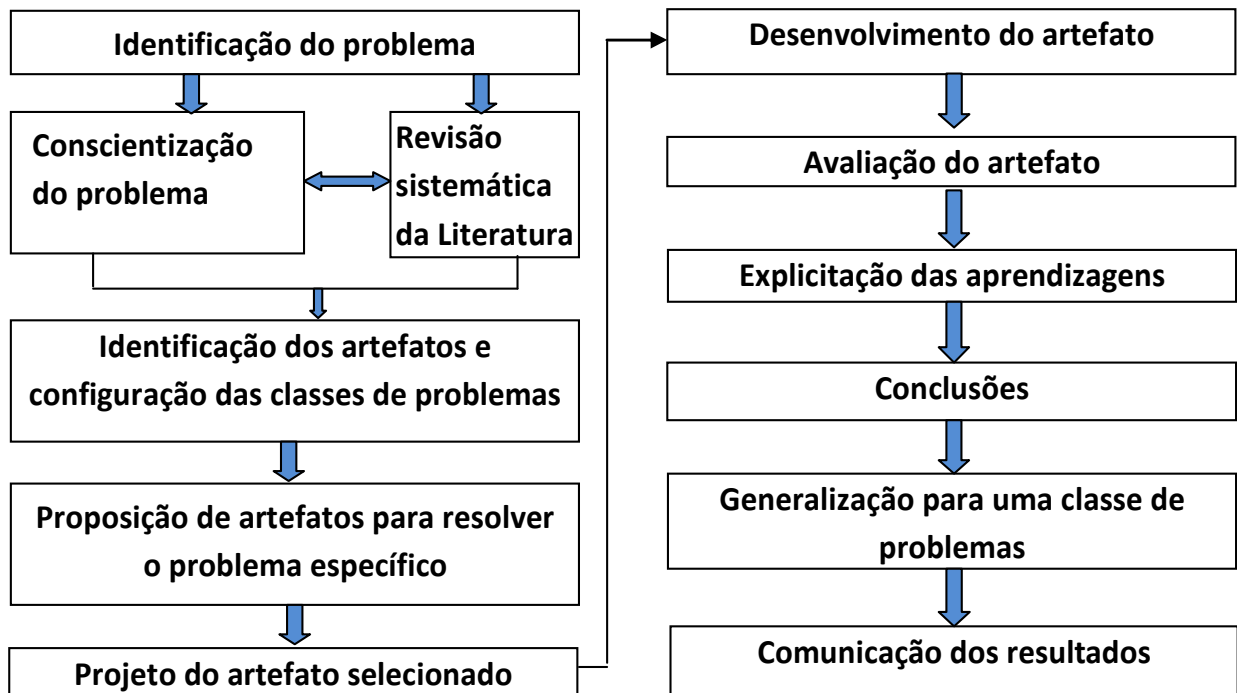 Identificação do problema
Conscientização
do problema
Revisão
sistemática
da Literatura
Identificação dos artefatos e
configuração das classes de problemas
Proposição de artefatos para resolver
o problema específico
Projeto do artefato selecionado
Desenvolvimento do artefato
Avaliação do artefato
Explicitação das aprendizagens
Conclusões
Generalização para uma classe de
problemas
Comunicação dos resultados